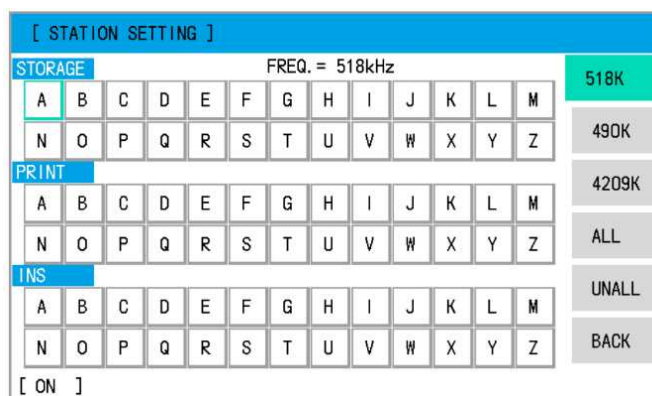 [ STATION SETTING ]
STORAGE FREQ. = 518kHz
A B C D E F G H I J K L M
N O P Q R S T U V W X Y Z
PRINT
A B C D E F G H I J K L M
N O P Q R S T U V W X Y Z
INS
A B C D E F G H I J K L M
N O P Q R S T U V W X Y Z
[ ON ]
518K
490K
4209K
ALL
UNALL
BACK